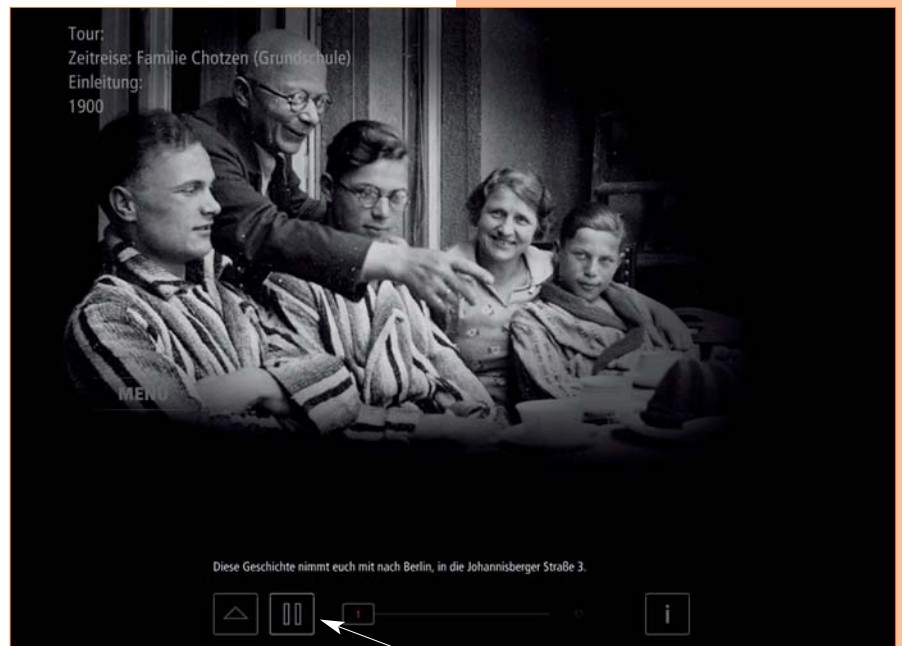 Tour:
Zeitreise: Familie Chotzen (Grundschule)
Einleitung:
1900
MENÜ
Diese Geschichte nimmt euch mit nach Berlin, in die Johannisberger Straße 3.
1
i